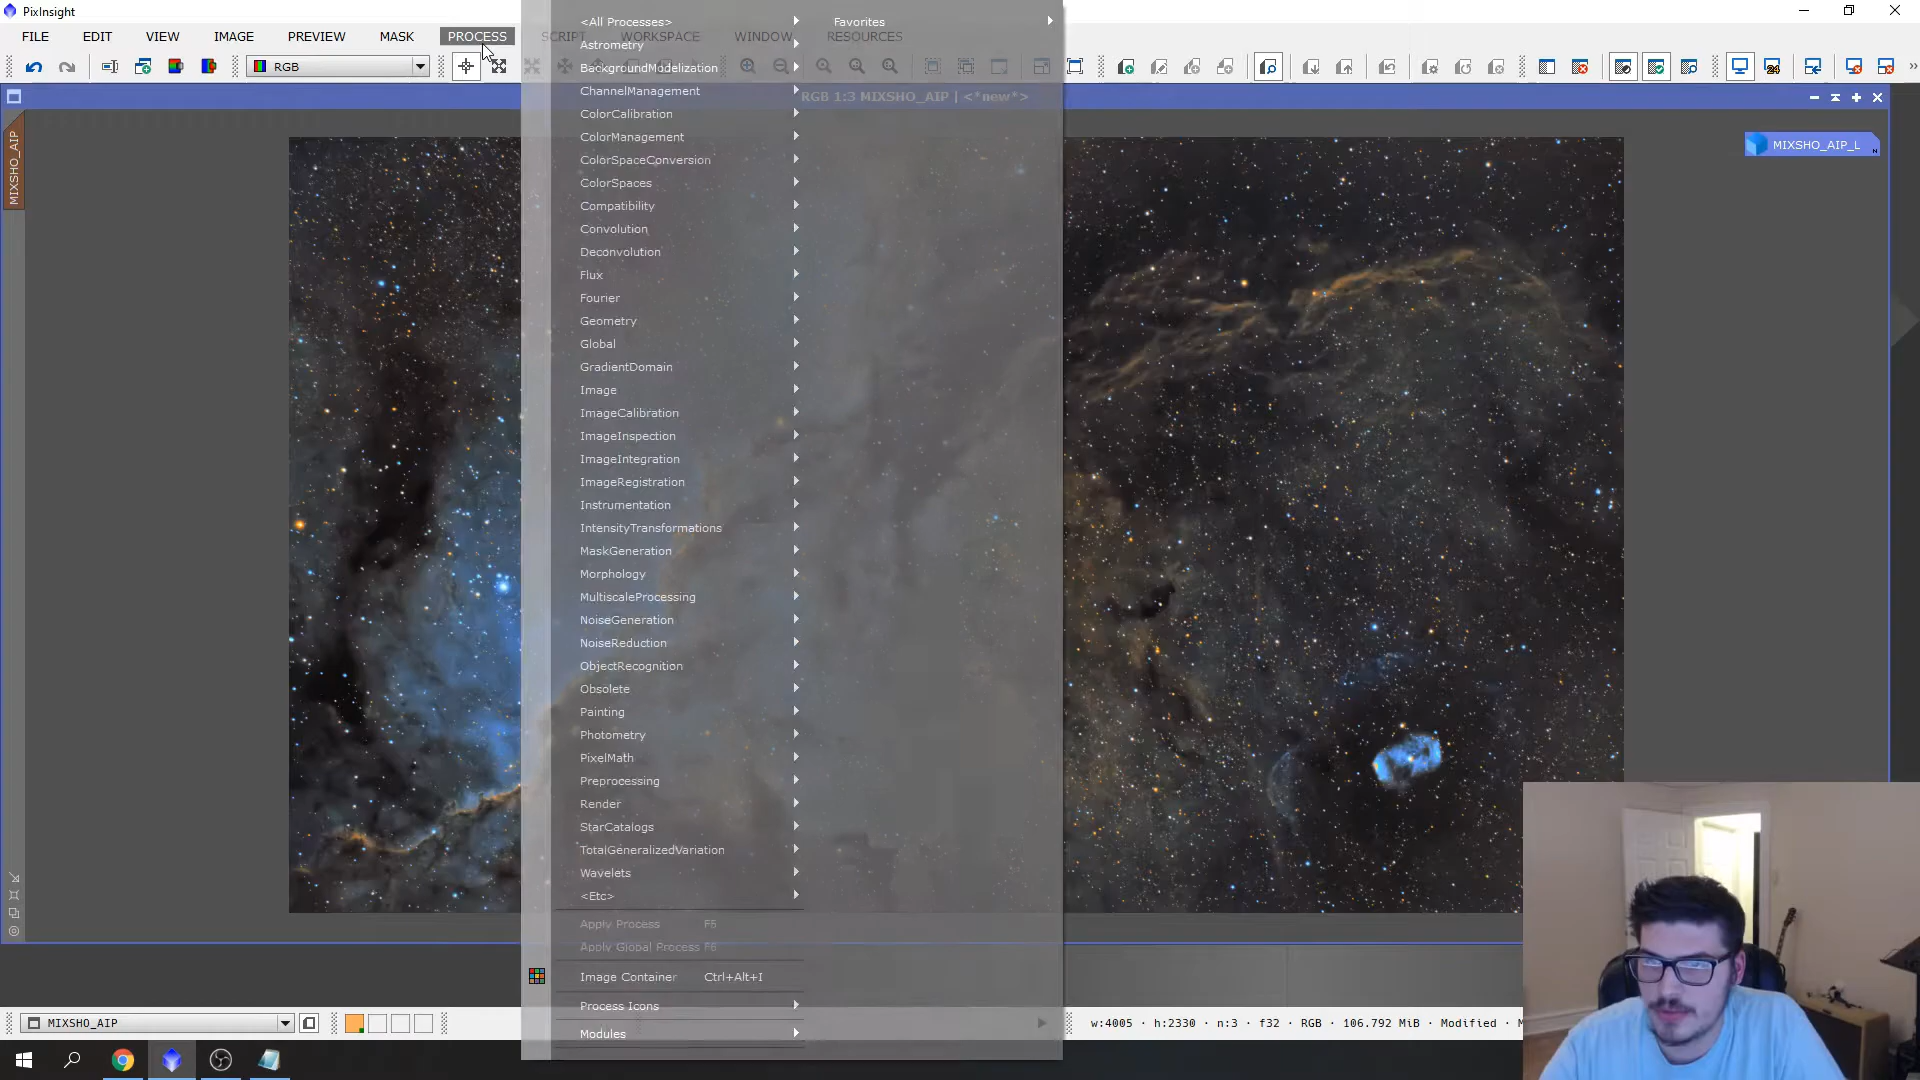 PixInsight
FILE EDIT VIEW IMAGE PREVIEW MASK PROCESS SCRIPT WORKSPACE WINDOW RESOURCES
RGB
RGB 1:3 MIXSHO_AIP | <*new*>
MIXSHO_AIP
MIXSHO_AIP_L
N
<All Processes>
Favorites
Astrometry
BackgroundModelization
ChannelManagement
ColorCalibration
ColorManagement
ColorSpaceConversion
ColorSpaces
Compatibility
Convolution
Deconvolution
Flux
Fourier
Geometry
Global
GradientDomain
Image
ImageCalibration
ImageInspection
ImageIntegration
ImageRegistration
Instrumentation
IntensityTransformations
MaskGeneration
Morphology
MultiscaleProcessing
NoiseGeneration
NoiseReduction
ObjectRecognition
Obsolete
Painting
Photometry
PixelMath
Preprocessing
Render
StarCatalogs
TotalGeneralizedVariation
Wavelets
<Etc>
Apply Process F5
Apply Global Process F6
Image Container Ctrl+Alt+I
Process Icons
Modules
MIXSHO_AIP
w:4005 · h:2330 · n:3 · f32 · RGB · 106.792 MiB · Modified ·